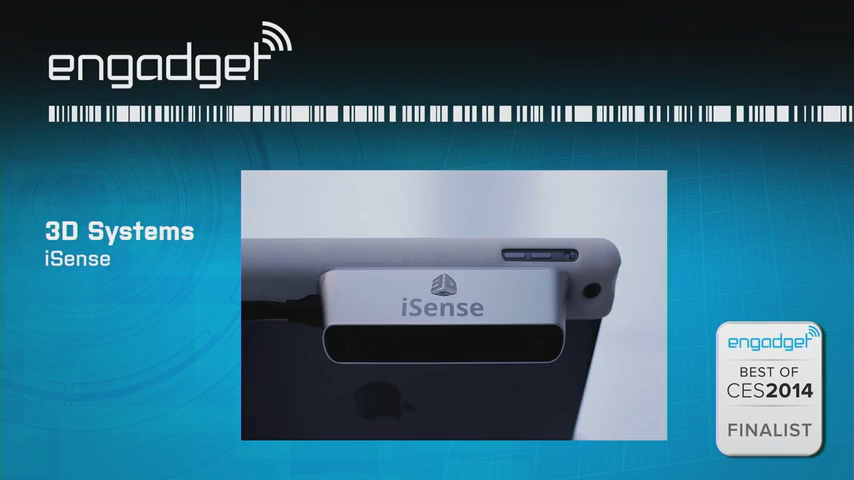 engadget
3D Systems
iSense
iSense
engadget
BEST OF
CES2014
FINALIST